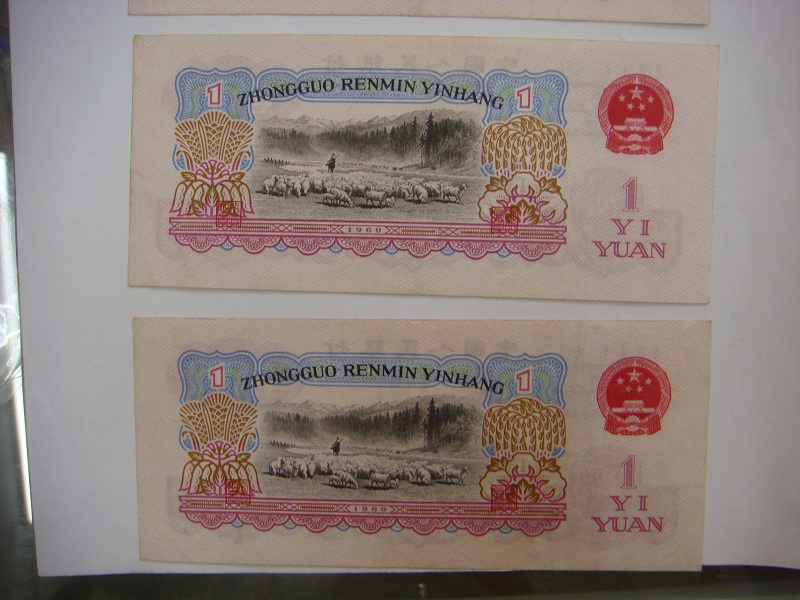 1 1
ZHONGGUO RENMIN YINHANG
1
YI
YUAN
1960
1 1
ZHONGGUO RENMIN YINHANG
1
YI
YUAN
1960